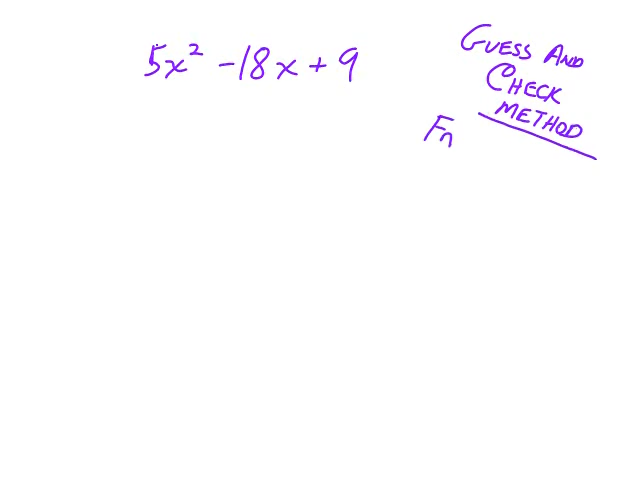 5x² -18x + 9
GUESS AND
CHECK
METHOD
Fn